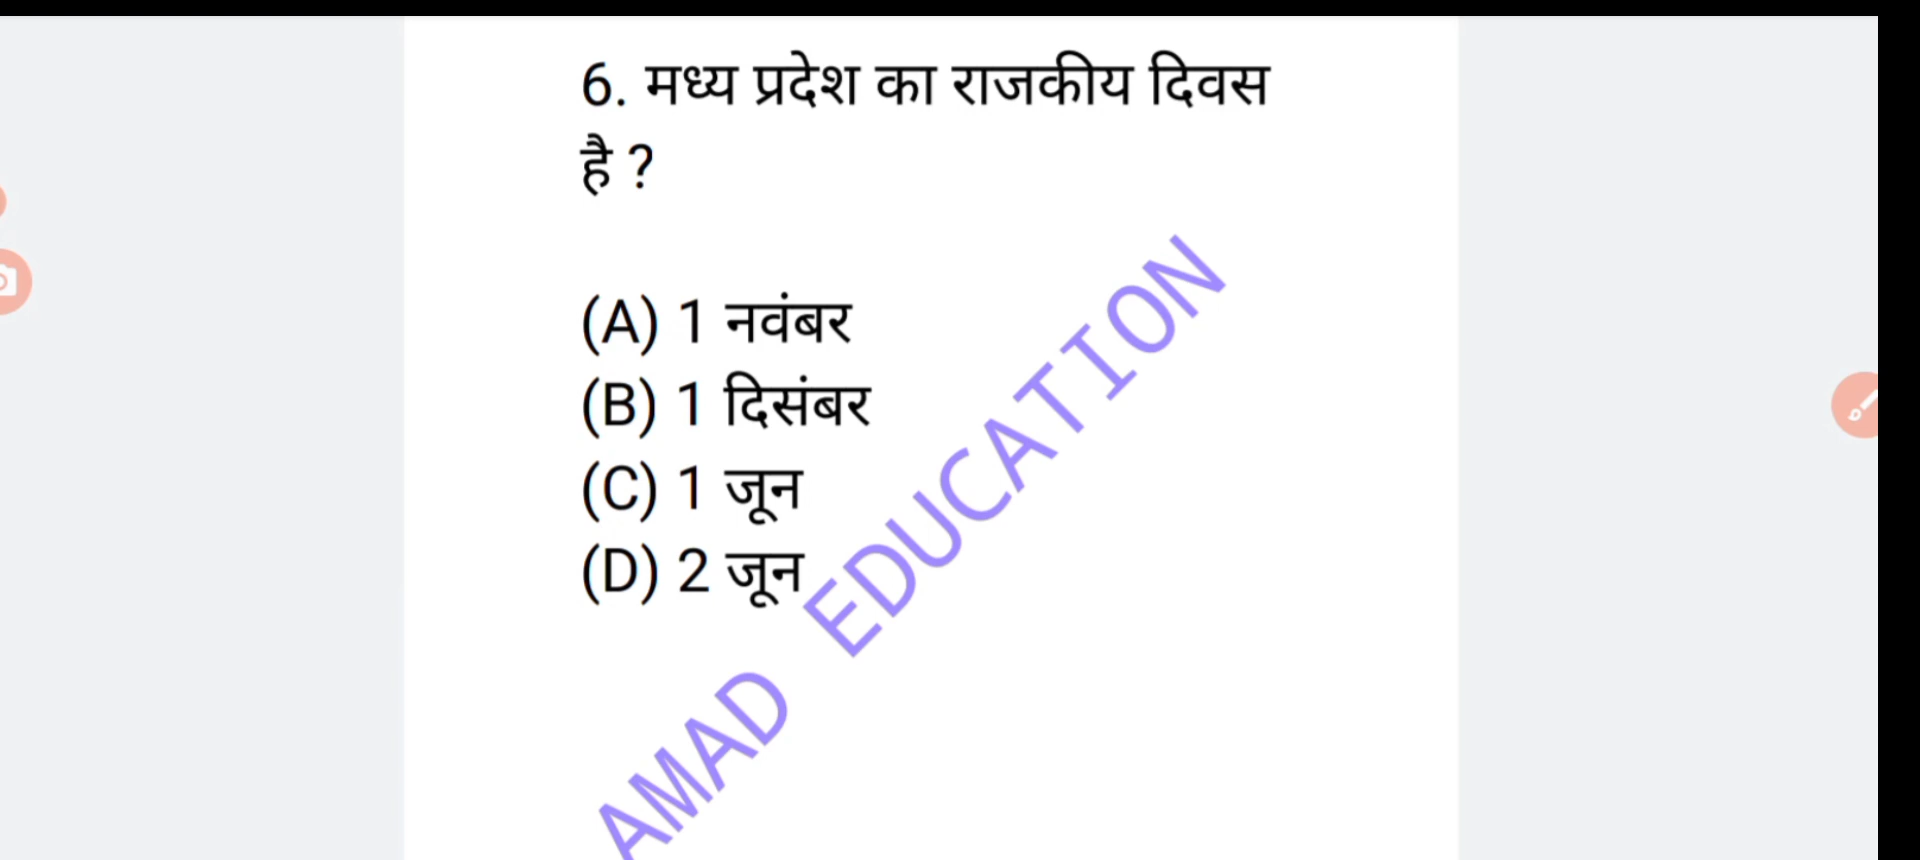 6. मध्य प्रदेश का राजकीय दिवस
है ?
(A) 1 नवंबर
(B) 1 दिसंबर
(C) 1 जून
(D) 2 जून
AMAD EDUCATION